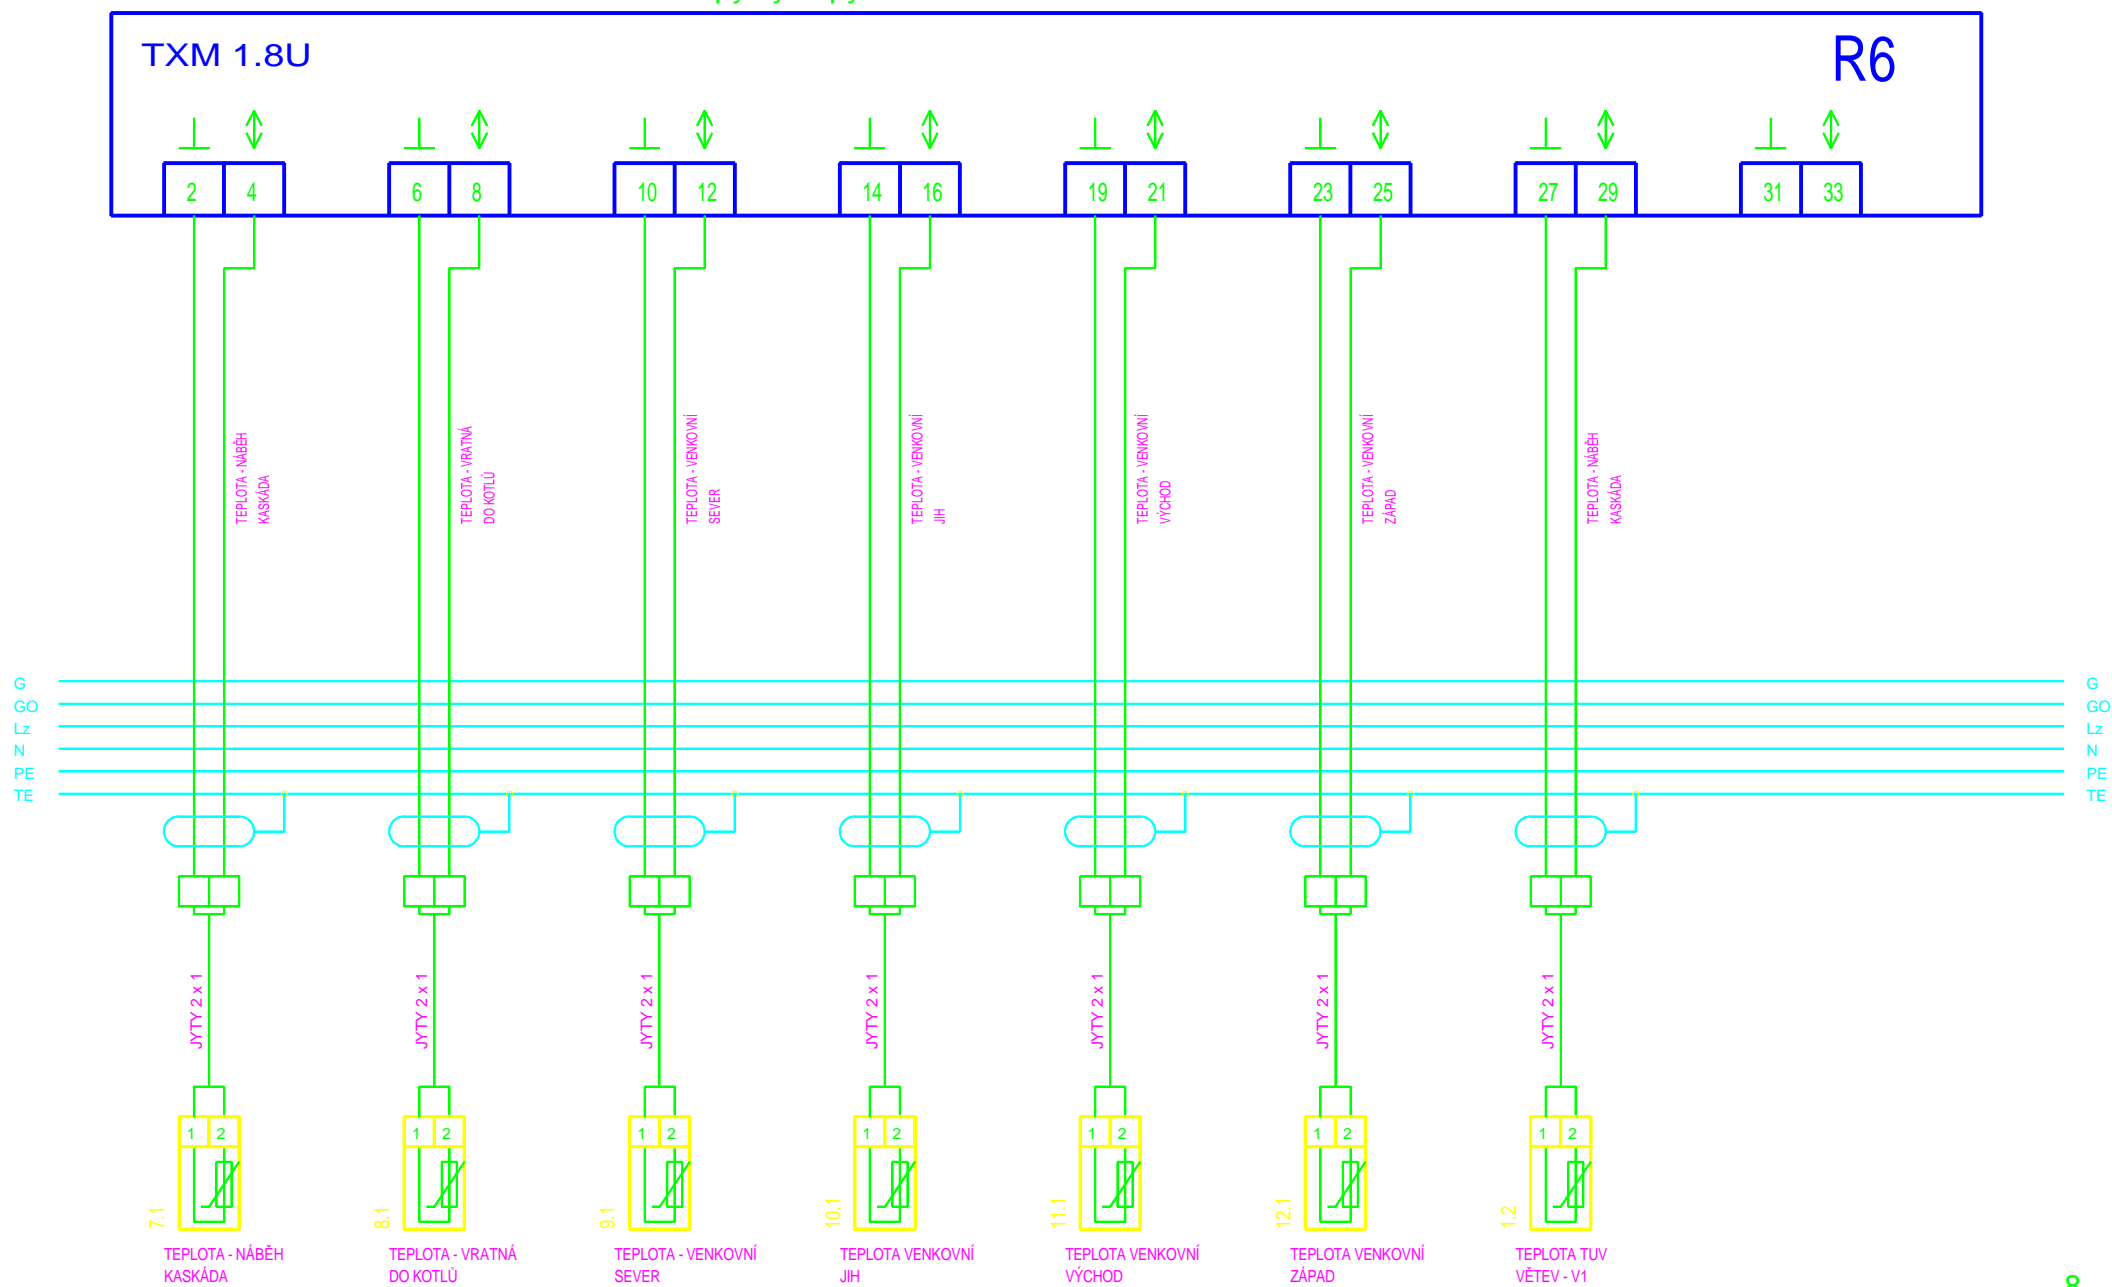 TXM 1.8U
R6
2 4 6 8 10 12 14 16 19 21 23 25 27 29 31 33
TEPLOTA - NÁBĚH
KASKÁDA
TEPLOTA - VRATNÁ
DO KOTLŮ
TEPLOTA - VENKOVNÍ
SEVER
TEPLOTA - VENKOVNÍ
JIH
TEPLOTA - VENKOVNÍ
VÝCHOD
TEPLOTA - VENKOVNÍ
ZÁPAD
TEPLOTA - NÁBĚH
KASKÁDA
G G
GO GO
Lz Lz
N N
PE PE
TE TE
JYTY 2 x 1
JYTY 2 x 1
JYTY 2 x 1
JYTY 2 x 1
JYTY 2 x 1
JYTY 2 x 1
JYTY 2 x 1
1 2 1 2 1 2 1 2 1 2 1 2 1 2
7.1
8.1
9.1
10.1
11.1
12.1
1.2
TEPLOTA - NÁBĚH
KASKÁDA
TEPLOTA - VRATNÁ
DO KOTLŮ
TEPLOTA - VENKOVNÍ
SEVER
TEPLOTA VENKOVNÍ
JIH
TEPLOTA VENKOVNÍ
VÝCHOD
TEPLOTA VENKOVNÍ
ZÁPAD
TEPLOTA TUV
VĚTEV - V1